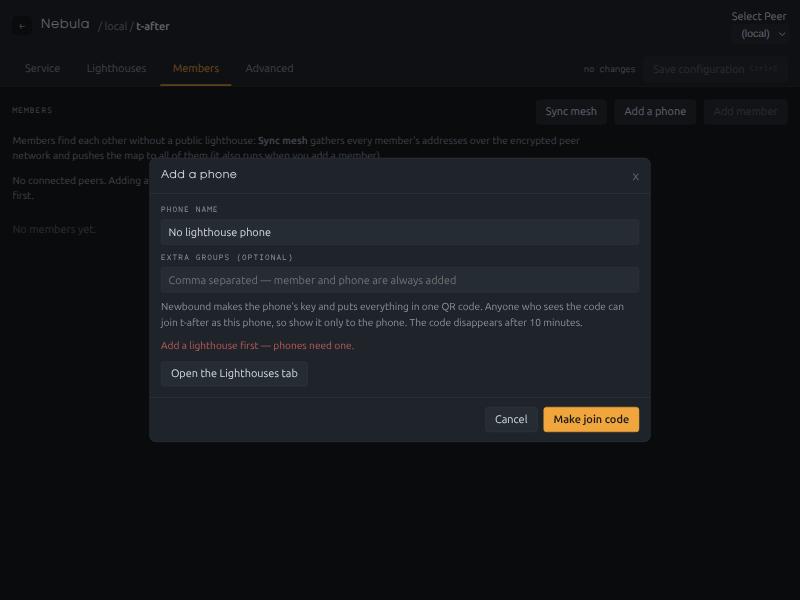 ←
Nebula / local / t-after
Select Peer
(local)
Service
Lighthouses
Members
Advanced
no changes
Save configuration Ctrl+S
MEMBERS
Sync mesh
Add a phone
Add member
Members find each other without a public lighthouse: Sync mesh gathers every member's addresses over the encrypted peer
network and pushes the map to all of them (it also runs when you add a member).
No connected peers. Adding a
first.
No members yet.
Add a phone
x
PHONE NAME
No lighthouse phone
EXTRA GROUPS (OPTIONAL)
Comma separated — member and phone are always added
Newbound makes the phone's key and puts everything in one QR code. Anyone who sees the code can
join t-after as this phone, so show it only to the phone. The code disappears after 10 minutes.
Add a lighthouse first — phones need one.
Open the Lighthouses tab
Cancel
Make join code